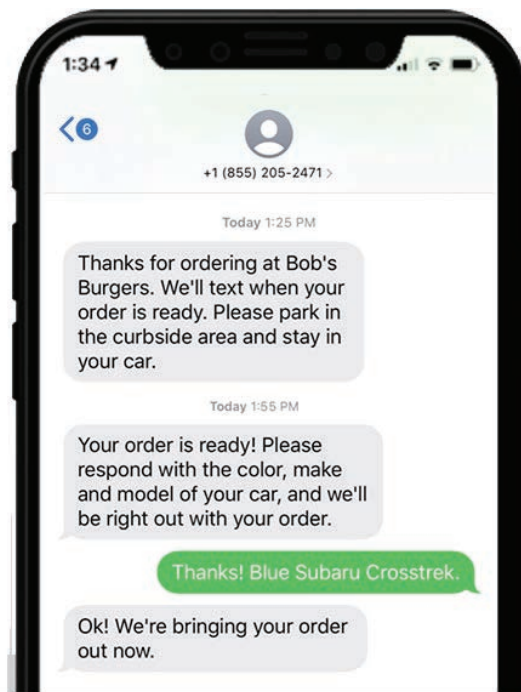 1:34
6
+1 (855) 205-2471 >
Today 1:25 PM
Thanks for ordering at Bob's
Burgers. We'll text when your
order is ready. Please park in
the curbside area and stay in
your car.
Today 1:55 PM
Your order is ready! Please
respond with the color, make
and model of your car, and we'll
be right out with your order.
Thanks! Blue Subaru Crosstrek.
Ok! We're bringing your order
out now.